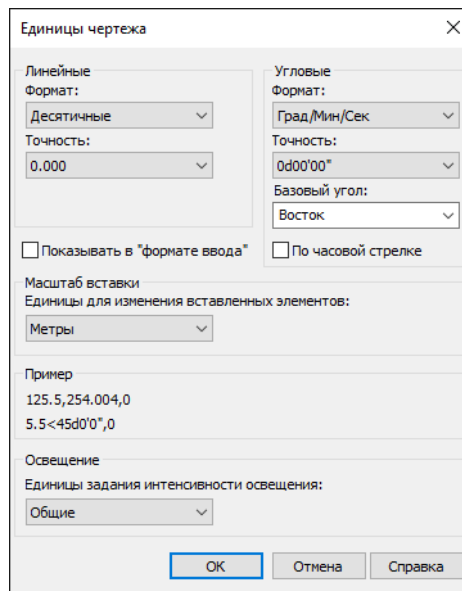 Единицы чертежа
Линейные
Формат:
Десятичные
Точность:
0.000
Угловые
Формат:
Град/Мин/Сек
Точность:
0d00'00"
Базовый угол:
Восток
Показывать в "формате ввода"
По часовой стрелке
Масштаб вставки
Единицы для изменения вставленных элементов:
Метры
Пример
125.5,254.004,0
5.5<45d0'0",0
Освещение
Единицы задания интенсивности освещения:
Общие
ОК
Отмена
Справка